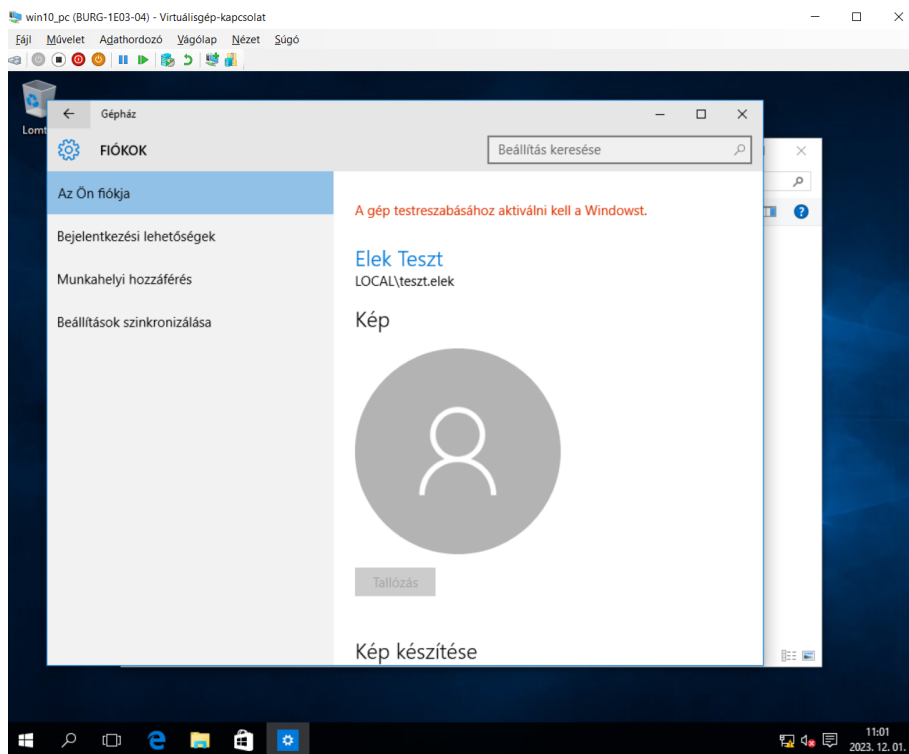 win10_pc (BURG-1E03-04) - Virtuálisgép-kapcsolat
Fájl Művelet Adathordozó Vágólap Nézet Súgó
Gépház
FIÓKOK
Beállítás keresése
Az Ön fiókja
Bejelentkezési lehetőségek
Munkahelyi hozzáférés
Beállítások szinkronizálása
A gép testreszabásához aktiválni kell a Windowst.
Elek Teszt
LOCAL\teszt.elek
Kép
Tallózás
Kép készítése
11:01
2023. 12. 01.